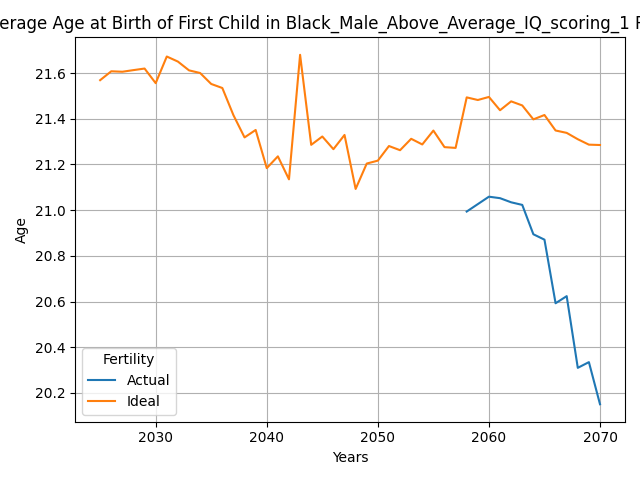 erage Age at Birth of First Child in Black_Male_Above_Average_IQ_scoring_1
21.6
21.4
21.2
21.0
20.8
20.6
20.4
20.2
Age
Fertility
Actual
Ideal
2030 2040 2050 2060 2070
Years